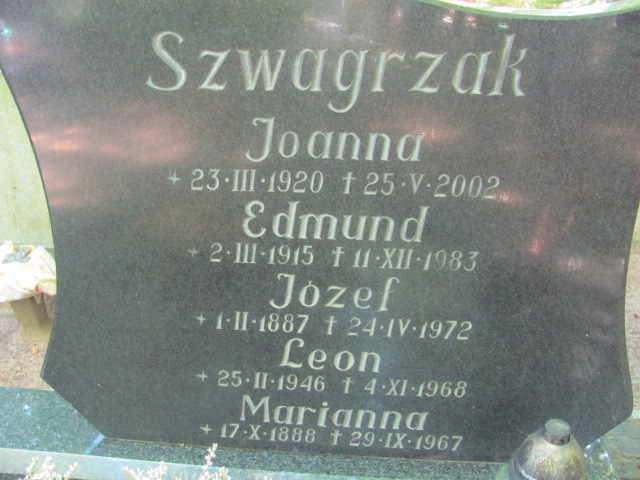 Szwagrzak
Joanna
+ 23·III·1920 † 25·V·2002
Edmund
+ 2·III·1915 † 11·XII·1983
Józef
+ 1·II·1887 † 24·IV·1972
Leon
+ 25·II·1946 † 4·XI·1968
Marianna
+ 17·X·1888 † 29·IX·1967